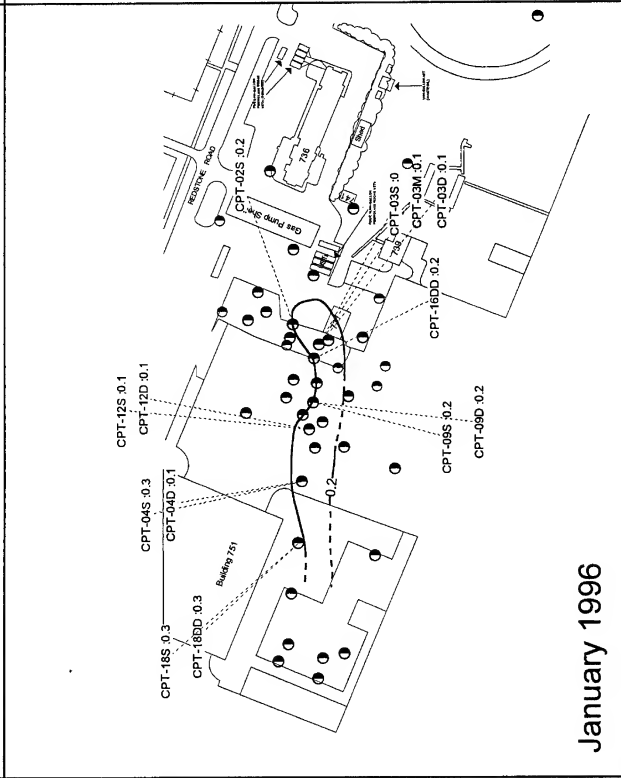 REDSTONE ROAD
736
CPT-02S :0.2
Gas Pump She
Shed
741
CPT-03S :0
CPT-03M :0.1
CPT-03D :0.1
739
CPT-16DD :0.2
CPT-12S :0.1
CPT-12D :0.1
CPT-09S :0.2
CPT-09D :0.2
CPT-04S :0.3
CPT-04D :0.1
0.2
Building 751
CPT-18S :0.3
CPT-18DD :0.3
January 1996